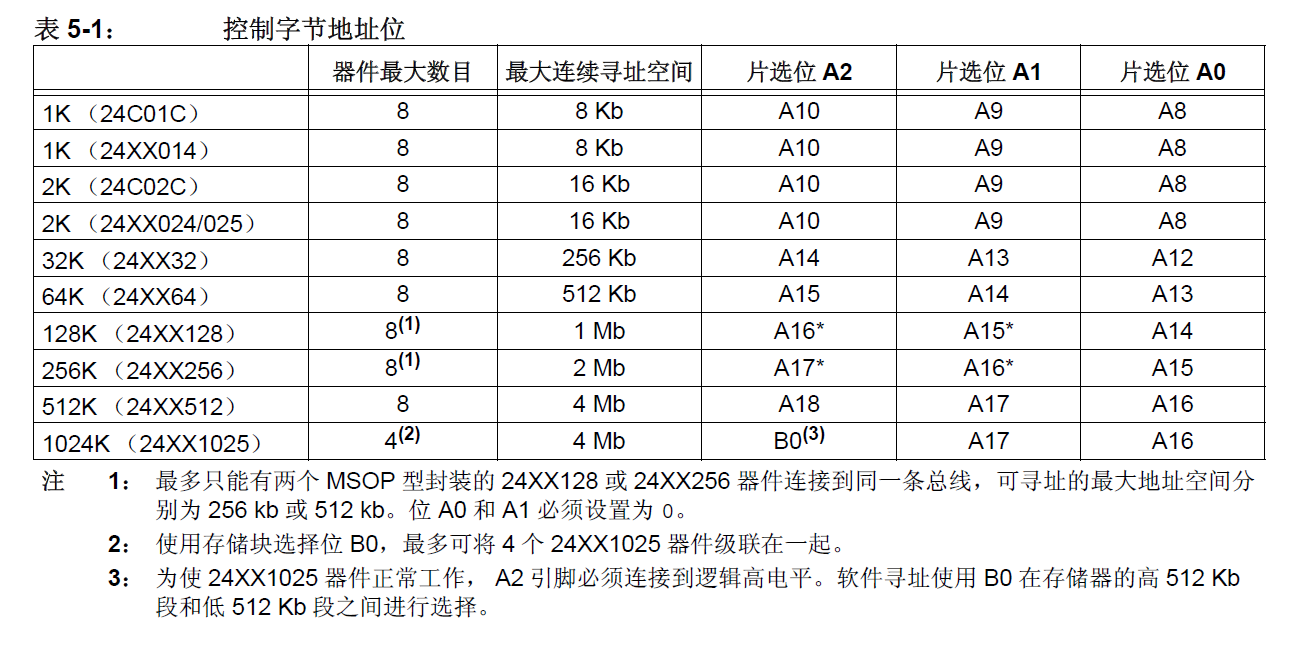 表 5-1： 控制字节地址位
器件最大数目 最大连续寻址空间 片选位 A2 片选位 A1 片选位 A0
1K （24C01C） 8 8 Kb A10 A9 A8
1K （24XX014） 8 8 Kb A10 A9 A8
2K （24C02C） 8 16 Kb A10 A9 A8
2K （24XX024/025） 8 16 Kb A10 A9 A8
32K （24XX32） 8 256 Kb A14 A13 A12
64K （24XX64） 8 512 Kb A15 A14 A13
128K （24XX128） 8(1) 1 Mb A16* A15* A14
256K （24XX256） 8(1) 2 Mb A17* A16* A15
512K （24XX512） 8 4 Mb A18 A17 A16
1024K （24XX1025） 4(2) 4 Mb B0(3) A17 A16
注 1： 最多只能有两个 MSOP 型封装的 24XX128 或 24XX256 器件连接到同一条总线，可寻址的最大地址空间分
别为 256 kb 或 512 kb。位 A0 和 A1 必须设置为 0。
2： 使用存储块选择位 B0，最多可将 4 个 24XX1025 器件级联在一起。
3： 为使 24XX1025 器件正常工作， A2 引脚必须连接到逻辑高电平。软件寻址使用 B0 在存储器的高 512 Kb
段和低 512 Kb 段之间进行选择。